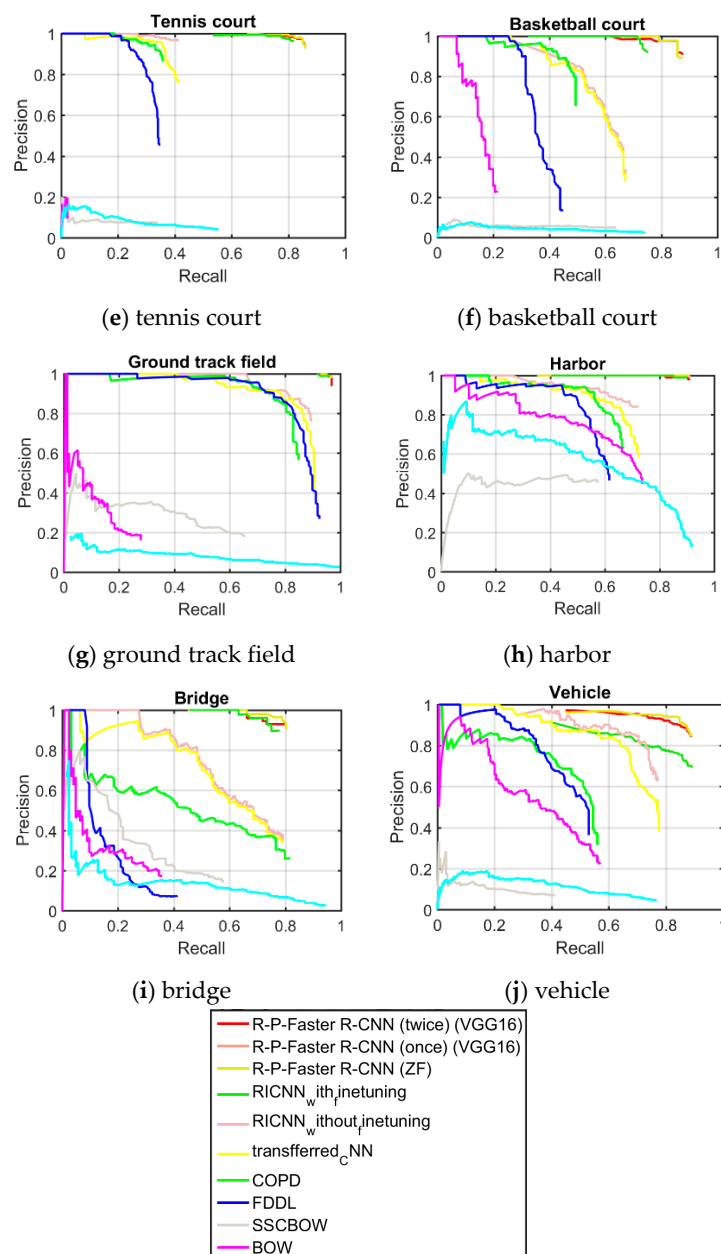 Tennis court
Basketball court
1
0.8
0.6
0.4
0.2
0
Precision
0 0.2 0.4 0.6 0.8 1
Recall
1
0.8
0.6
0.4
0.2
0
Precision
0 0.2 0.4 0.6 0.8 1
Recall
(e) tennis court
(f) basketball court
Ground track field
Harbor
1
0.8
0.6
0.4
0.2
0
Precision
0 0.2 0.4 0.6 0.8 1
Recall
1
0.8
0.6
0.4
0.2
0
Precision
0 0.2 0.4 0.6 0.8 1
Recall
(g) ground track field
(h) harbor
Bridge
Vehicle
1
0.8
0.6
0.4
0.2
0
Precision
0 0.2 0.4 0.6 0.8 1
Recall
1
0.8
0.6
0.4
0.2
0
Precision
0 0.2 0.4 0.6 0.8 1
Recall
(i) bridge
(j) vehicle
R-P-Faster R-CNN (twice) (VGG16)
R-P-Faster R-CNN (once) (VGG16)
R-P-Faster R-CNN (ZF)
RICNNwithfinetuning
RICNNwithoutfinetuning
transfferredCNN
COPD
FDDL
SSCBOW
BOW